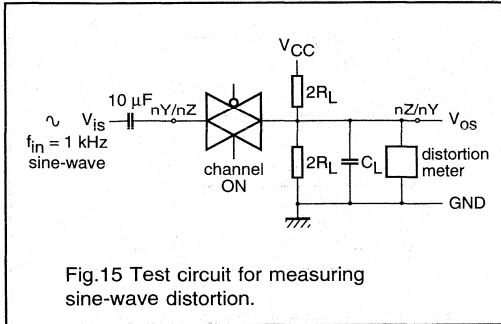 V_CC
2R_L
10 µF
nY/nZ
nZ/nY
V_is
V_os
f_in = 1 kHz
sine-wave
channel
ON
2R_L
C_L
distortion
meter
GND
Fig.15 Test circuit for measuring
sine-wave distortion.